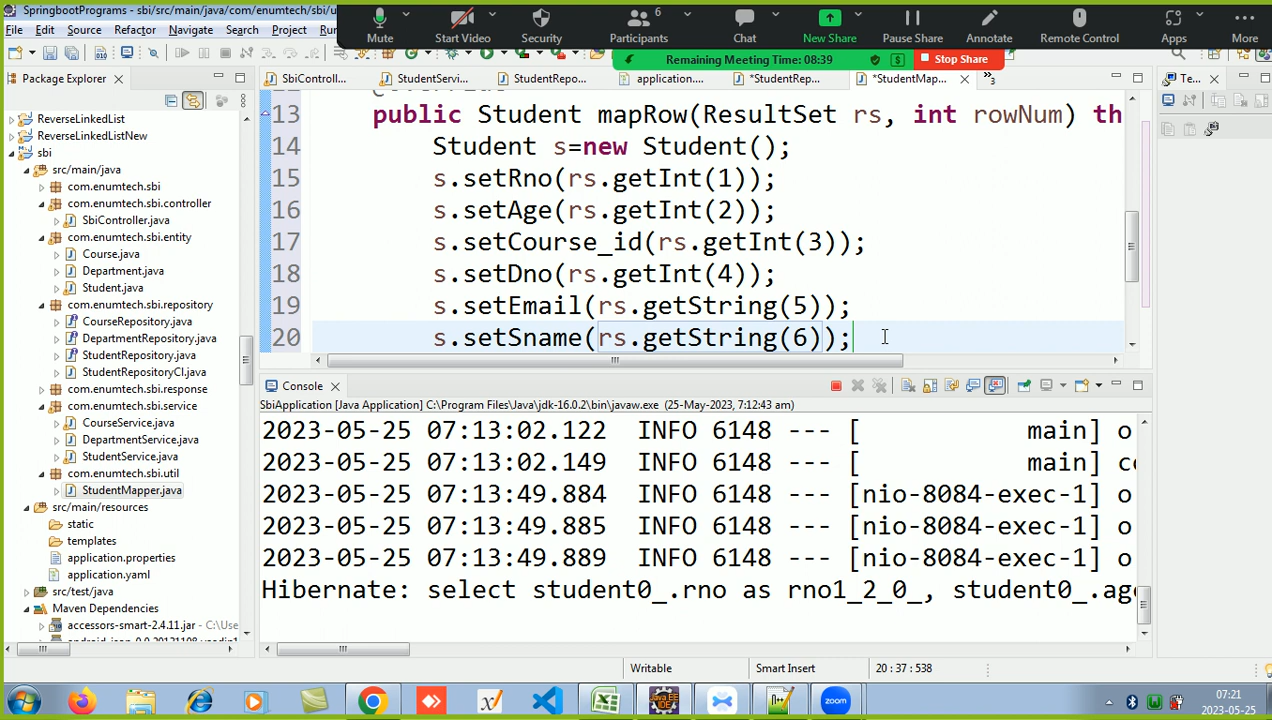 SpringbootPrograms - sbi/src/main/java/com/enumtech/sbi/u
File Edit Source Refactor Navigate Search Project Ru
Mute Start Video Security Participants 6 Chat New Share Pause Share Annotate Remote Control Apps More
Remaining Meeting Time: 08:39 Stop Share
Package Explorer
SbiControll... StudentServi... StudentRepo... application.... *StudentRep... *StudentMap... »3
Te...
ReverseLinkedList
ReverseLinkedListNew
sbi
src/main/java
com.enumtech.sbi
com.enumtech.sbi.controller
SbiController.java
com.enumtech.sbi.entity
Course.java
Department.java
Student.java
com.enumtech.sbi.repository
CourseRepository.java
DepartmentRepository.java
StudentRepository.java
StudentRepositoryCI.java
com.enumtech.sbi.response
com.enumtech.sbi.service
CourseService.java
DepartmentService.java
StudentService.java
com.enumtech.sbi.util
StudentMapper.java
src/main/resources
static
templates
application.properties
application.yaml
src/test/java
Maven Dependencies
accessors-smart-2.4.11.jar - C:\Use
13 public Student mapRow(ResultSet rs, int rowNum) th
14 Student s=new Student();
15 s.setRno(rs.getInt(1));
16 s.setAge(rs.getInt(2));
17 s.setCourse_id(rs.getInt(3));
18 s.setDno(rs.getInt(4));
19 s.setEmail(rs.getString(5));
20 s.setSname(rs.getString(6));
Console
SbiApplication [Java Application] C:\Program Files\Java\jdk-16.0.2\bin\javaw.exe (25-May-2023, 7:12:43 am)
2023-05-25 07:13:02.122 INFO 6148 --- [ main] o
2023-05-25 07:13:02.149 INFO 6148 --- [ main] co
2023-05-25 07:13:49.884 INFO 6148 --- [nio-8084-exec-1] o
2023-05-25 07:13:49.885 INFO 6148 --- [nio-8084-exec-1] o
2023-05-25 07:13:49.889 INFO 6148 --- [nio-8084-exec-1] o
Hibernate: select student0_.rno as rno1_2_0_, student0_.age
Writable Smart Insert 20 : 37 : 538
zoom
07:21
2023-05-25